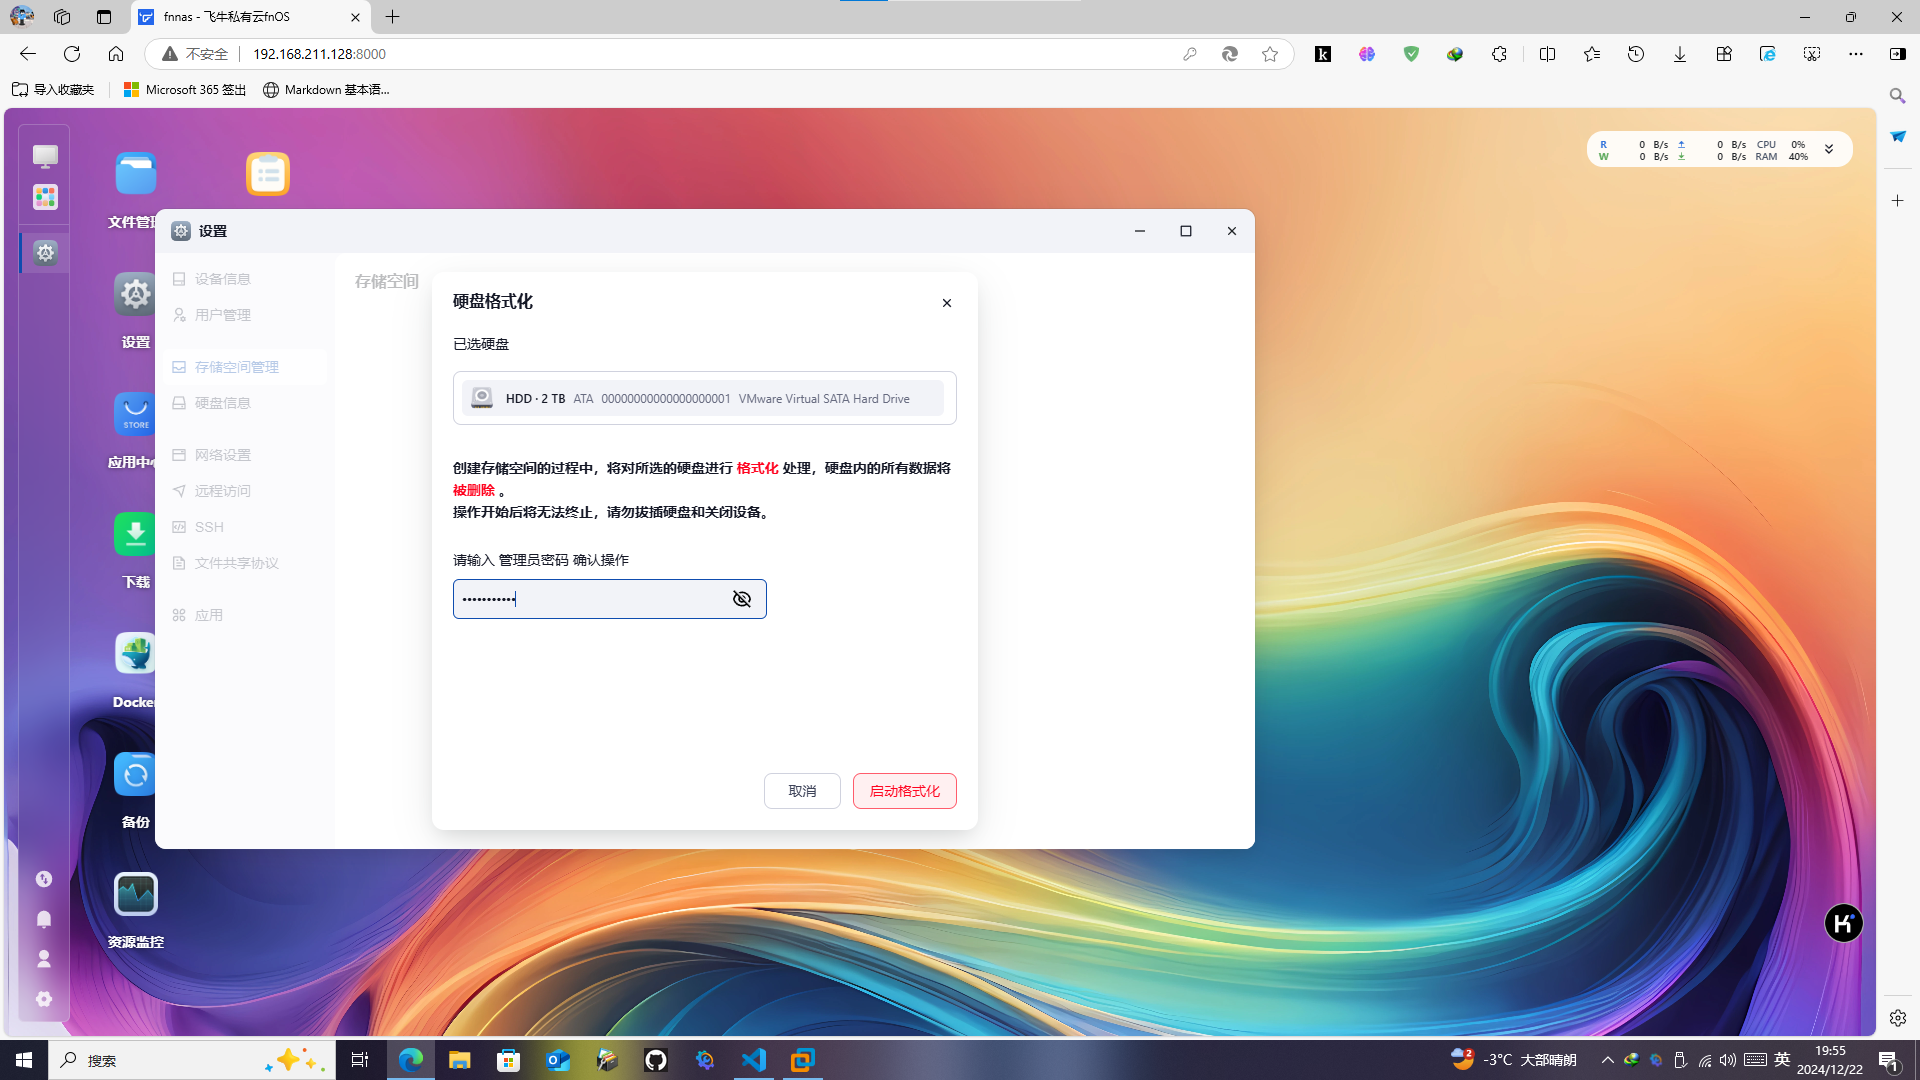 fnnas - 飞牛私有云fnOS
不安全
192.168.211.128:8000
导入收藏夹
Microsoft 365 签出
Markdown 基本语...
R 0 B/s 0 B/s CPU 0%
W 0 B/s 0 B/s RAM 40%
文件管
设置
STORE
应用中
下载
Docke
备份
资源监控
设置
设备信息
用户管理
存储空间管理
硬盘信息
网络设置
远程访问
SSH
文件共享协议
应用
存储空间
硬盘格式化
已选硬盘
HDD · 2 TB ATA 00000000000000000001 VMware Virtual SATA Hard Drive
创建存储空间的过程中，将对所选的硬盘进行 格式化 处理，硬盘内的所有数据将
被删除 。
操作开始后将无法终止，请勿拔插硬盘和关闭设备。
请输入 管理员密码 确认操作
•••••••••••
取消
启动格式化
搜索
2
-3°C 大部晴朗
英
19:55
2024/12/22
1